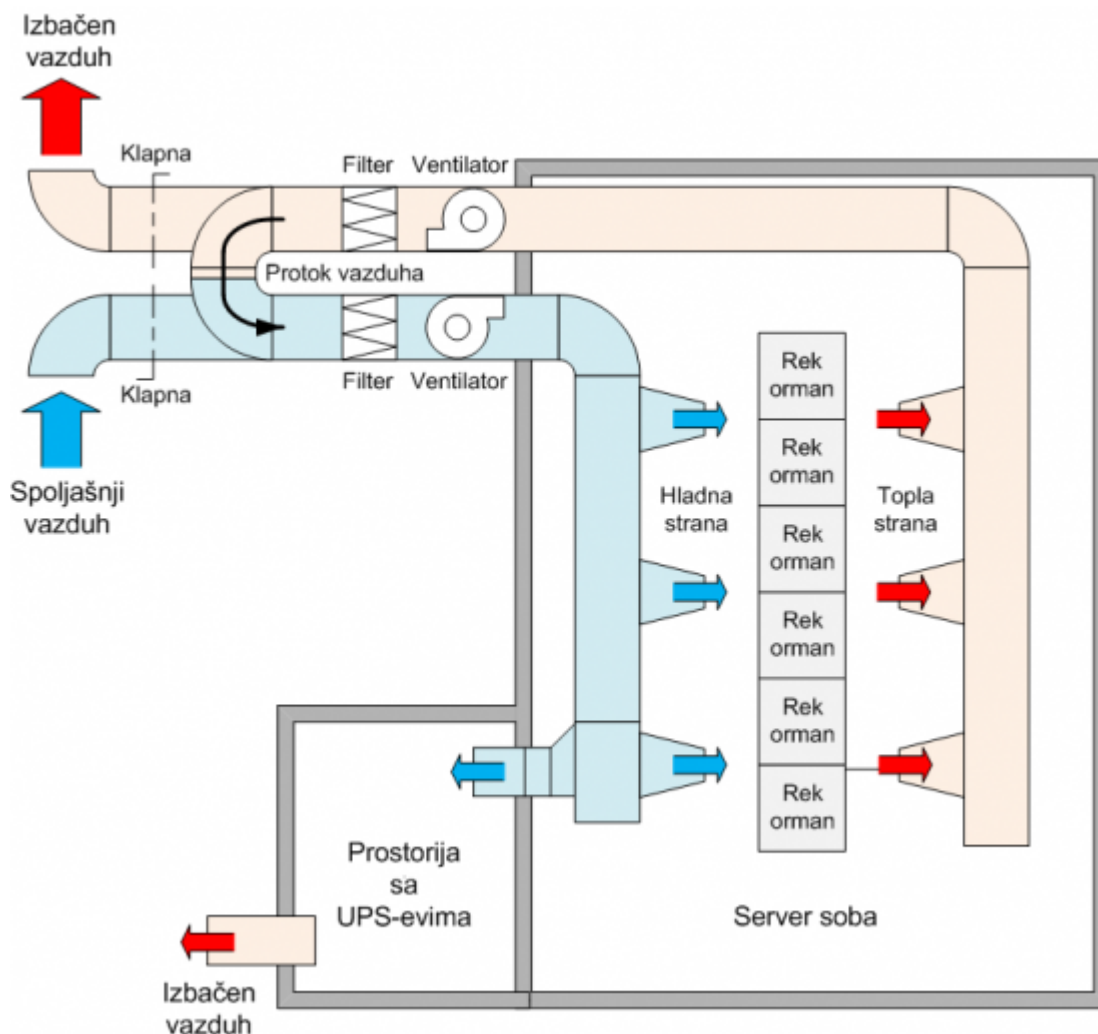 Izbačen
vazduh
Klapna
Filter
Ventilator
Protok vazduha
Klapna
Filter
Ventilator
Spoljašnji
vazduh
Hladna
strana
Topla
strana
Rek
orman
Rek
orman
Rek
orman
Rek
orman
Rek
orman
Rek
orman
Prostorija
sa
UPS-evima
Server soba
Izbačen
vazduh